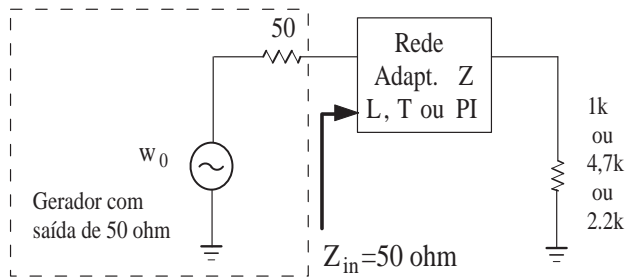 50
Rede
Adapt. Z
L, T ou PI
w0
Gerador com
saída de 50 ohm
Zin=50 ohm
1k
ou
4,7k
ou
2.2k